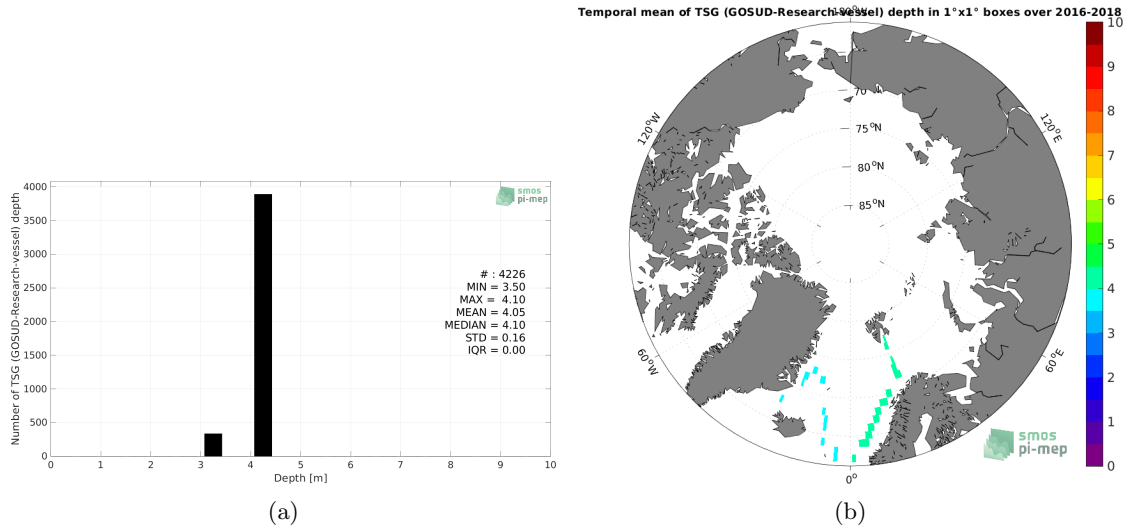 Temporal mean of TSG (GOSUD-Research-vessel) depth in 1°x1° boxes over 2016-2018
Number of TSG (GOSUD-Research-vessel) depth
4000
3500
3000
2500
2000
1500
1000
500
0
0 1 2 3 4 5 6 7 8 9 10
Depth [m]
smos
pi-mep
# : 4226
MIN = 3.50
MAX = 4.10
MEAN = 4.05
MEDIAN = 4.10
STD = 0.16
IQR = 0.00
(a)
180°W
120°W
120°E
70
75°N
80°N
85°N
60°W
60°E
0°
smos
pi-mep
10
9
8
7
6
5
4
3
2
1
0
(b)